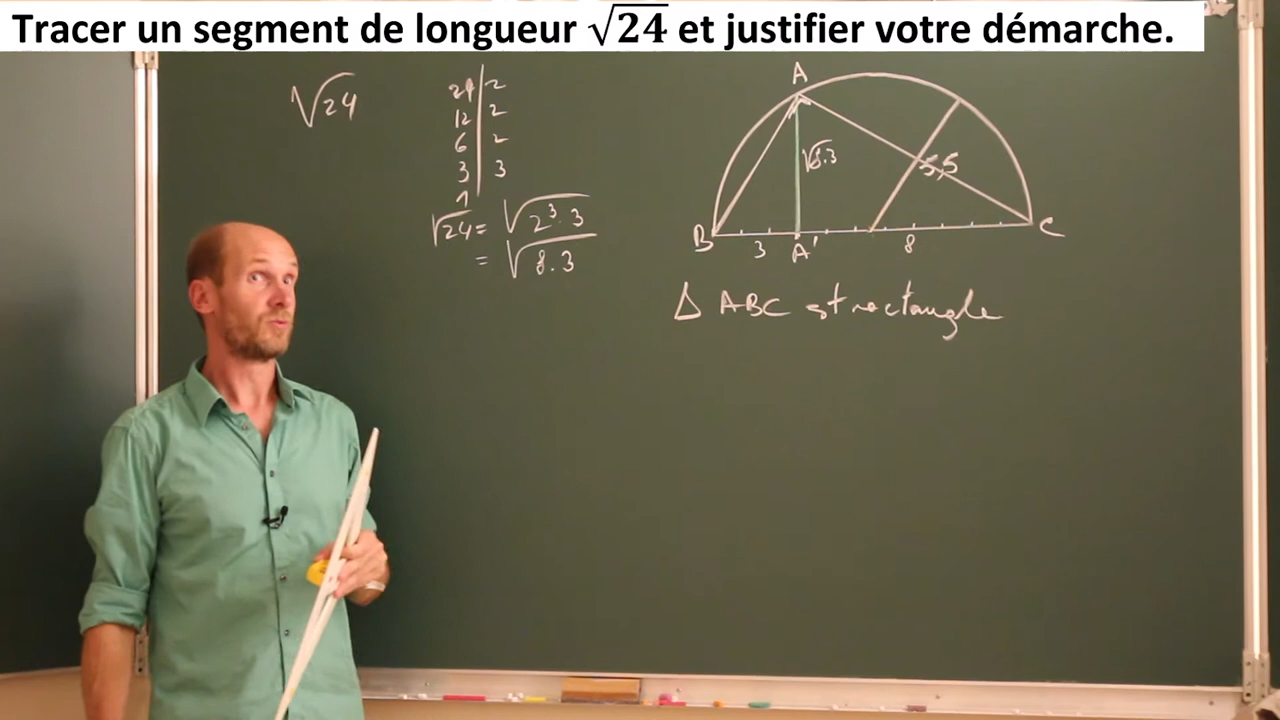 Tracer un segment de longueur √24 et justifier votre démarche.
√24
24 | 2
12 | 2
6 | 2
3 | 3
1
√24 = √2³·3
= √8·3
A
√8·3
5,5
B 3 A' 8 C
Δ ABC est rectangle